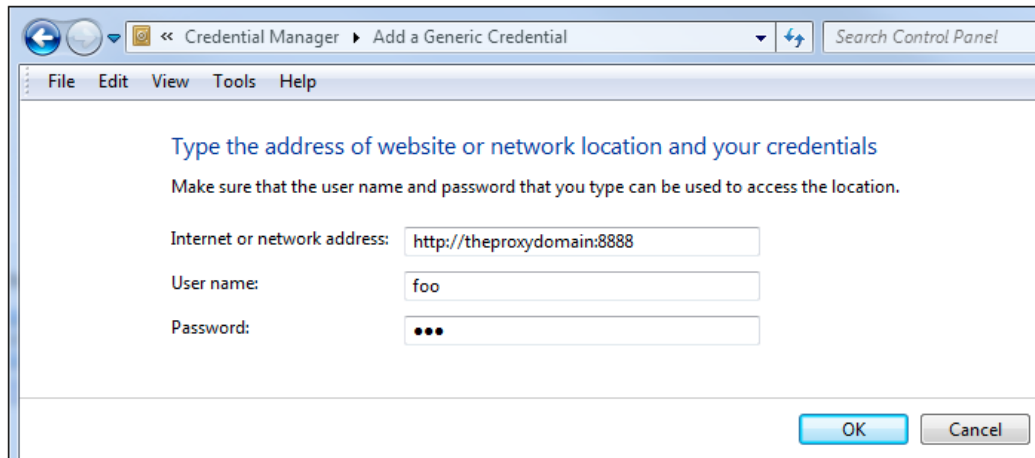 « Credential Manager ▸ Add a Generic Credential Search Control Panel
File Edit View Tools Help
Type the address of website or network location and your credentials
Make sure that the user name and password that you type can be used to access the location.
Internet or network address: http://theproxydomain:8888
User name: foo
Password: ●●●
OK Cancel